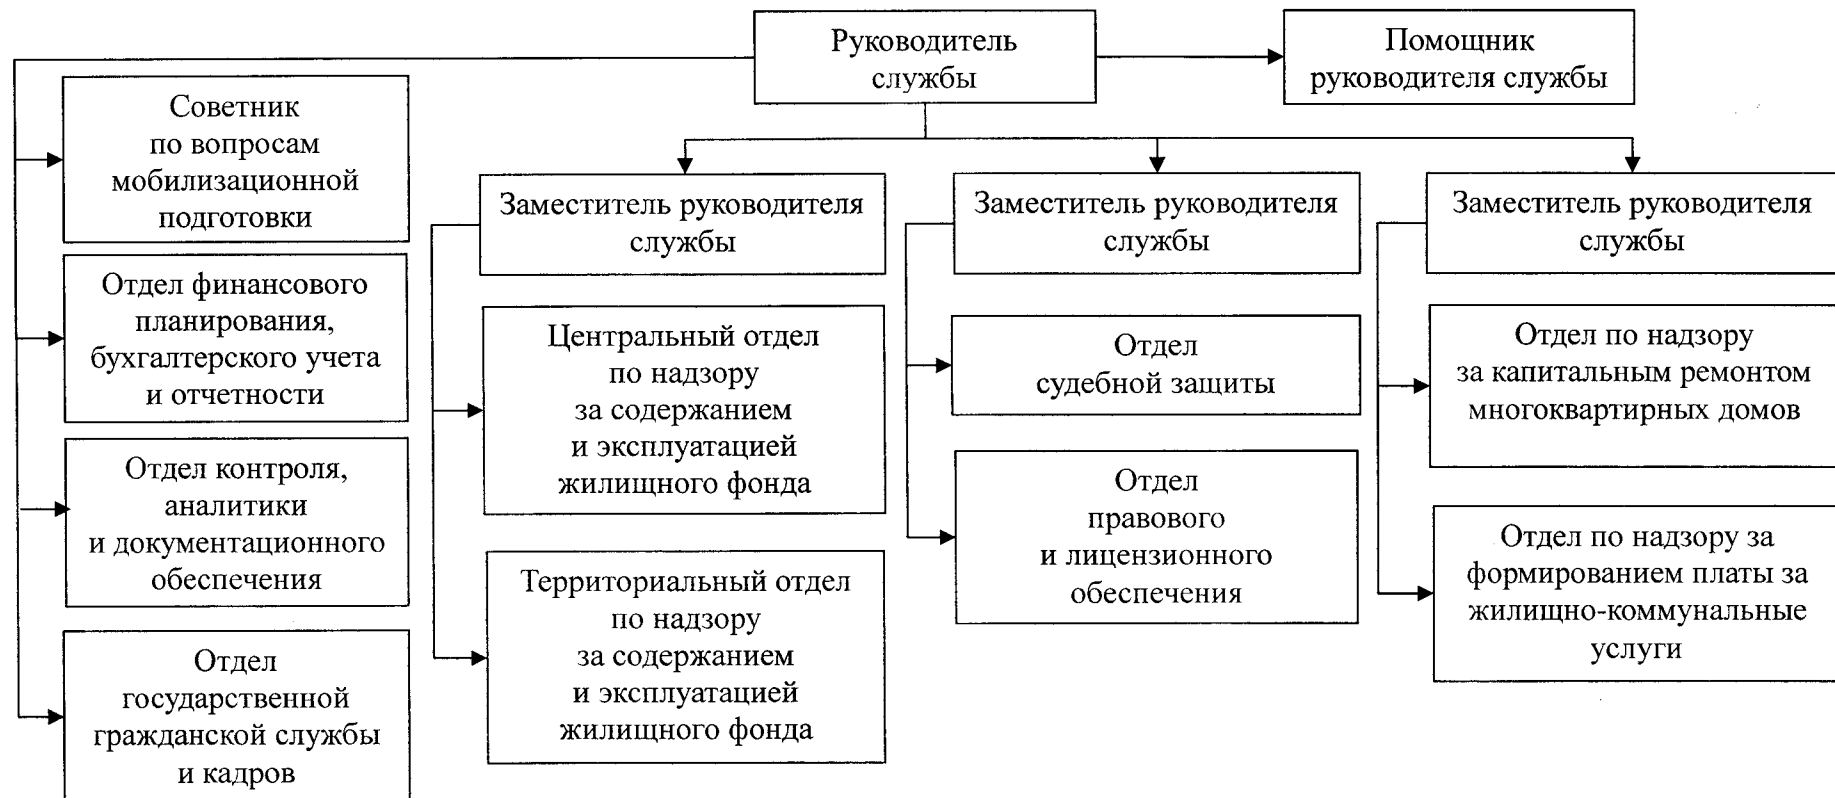 Руководитель
службы
Помощник
руководителя службы
Советник
по вопросам
мобилизационной
подготовки
Отдел финансового
планирования,
бухгалтерского учета
и отчетности
Отдел контроля,
аналитики
и документационного
обеспечения
Отдел
государственной
гражданской службы
и кадров
Заместитель руководителя
службы
Центральный отдел
по надзору
за содержанием
и эксплуатацией
жилищного фонда
Территориальный отдел
по надзору
за содержанием
и эксплуатацией
жилищного фонда
Заместитель руководителя
службы
Отдел
судебной защиты
Отдел
правового
и лицензионного
обеспечения
Заместитель руководителя
службы
Отдел по надзору
за капитальным ремонтом
многоквартирных домов
Отдел по надзору за
формированием платы за
жилищно-коммунальные
услуги